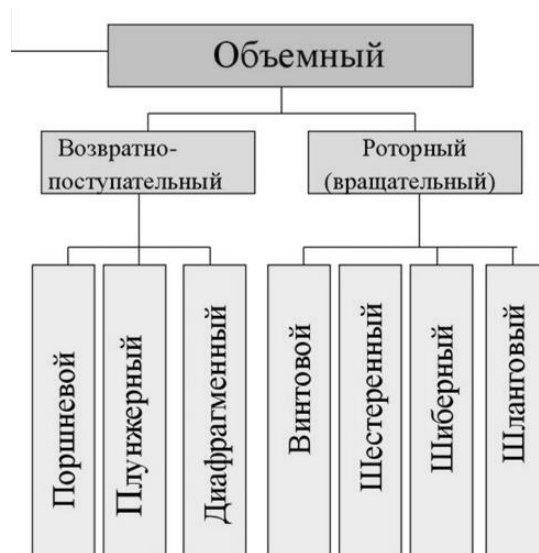 Объемный
Возвратно-
поступательный
Роторный
(вращательный)
Поршневой
Плунжерный
Диафрагменный
Винтовой
Шестеренный
Шиберный
Шланговый